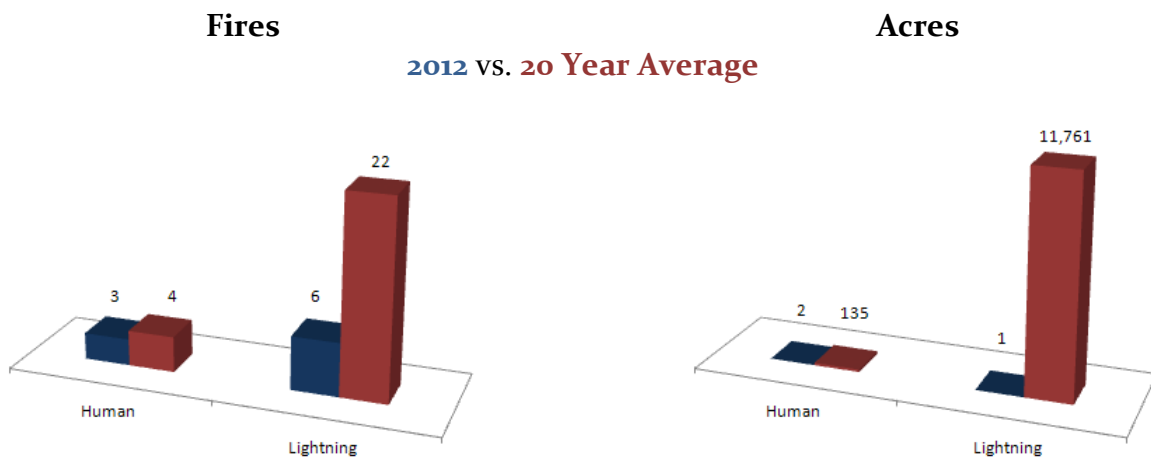 Fires
Acres
2012 vs. 20 Year Average
22
3
4
6
Human
Lightning
11,761
2
135
1
Human
Lightning